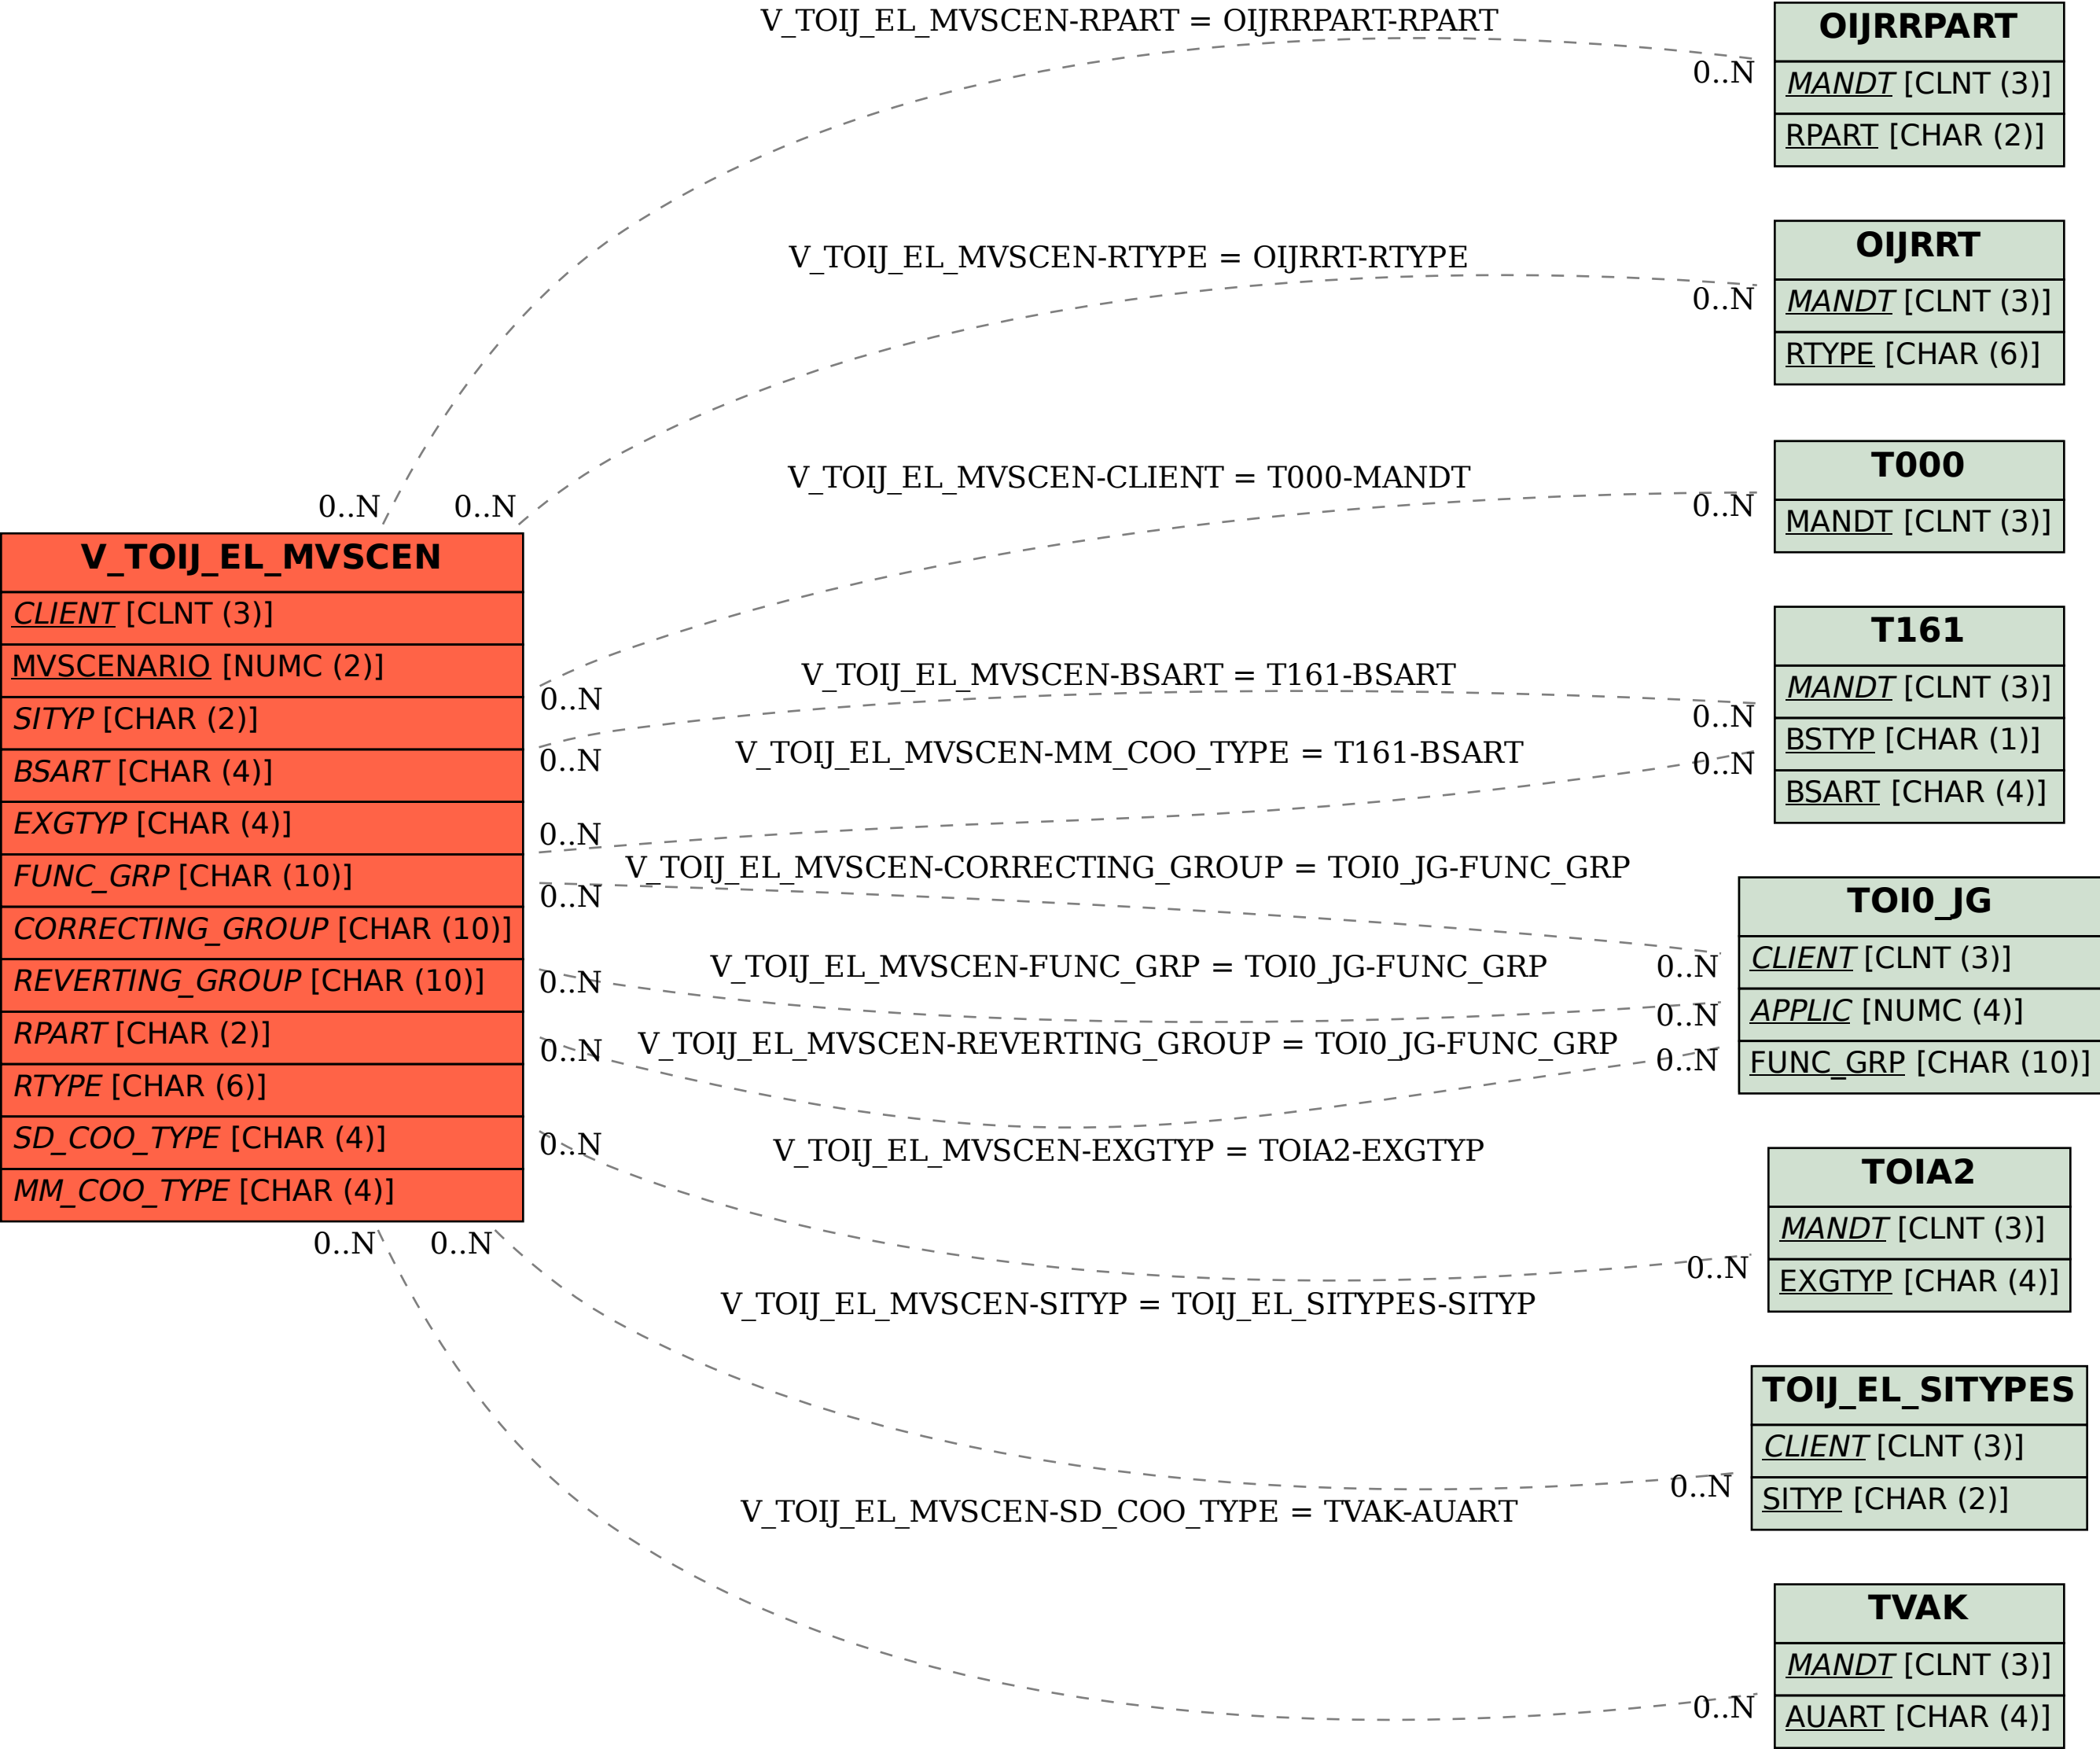 V_TOIJ_EL_MVSCEN
CLIENT [CLNT (3)]
MVSCENARIO [NUMC (2)]
SITYP [CHAR (2)]
BSART [CHAR (4)]
EXGTYP [CHAR (4)]
FUNC_GRP [CHAR (10)]
CORRECTING_GROUP [CHAR (10)]
REVERTING_GROUP [CHAR (10)]
RPART [CHAR (2)]
RTYPE [CHAR (6)]
SD_COO_TYPE [CHAR (4)]
MM_COO_TYPE [CHAR (4)]
V_TOIJ_EL_MVSCEN-RPART = OIJRRPART-RPART
0..N
0..N
V_TOIJ_EL_MVSCEN-RTYPE = OIJRRT-RTYPE
0..N
0..N
V_TOIJ_EL_MVSCEN-CLIENT = T000-MANDT
0..N
0..N
V_TOIJ_EL_MVSCEN-BSART = T161-BSART
0..N
0..N
V_TOIJ_EL_MVSCEN-MM_COO_TYPE = T161-BSART
0..N
0..N
V_TOIJ_EL_MVSCEN-CORRECTING_GROUP = TOI0_JG-FUNC_GRP
0..N
0..N
V_TOIJ_EL_MVSCEN-FUNC_GRP = TOI0_JG-FUNC_GRP
0..N
0..N
V_TOIJ_EL_MVSCEN-REVERTING_GROUP = TOI0_JG-FUNC_GRP
0..N
0..N
V_TOIJ_EL_MVSCEN-EXGTYP = TOIA2-EXGTYP
0..N
0..N
V_TOIJ_EL_MVSCEN-SITYP = TOIJ_EL_SITYPES-SITYP
0..N
0..N
V_TOIJ_EL_MVSCEN-SD_COO_TYPE = TVAK-AUART
0..N
0..N
OIJRRPART
MANDT [CLNT (3)]
RPART [CHAR (2)]
OIJRRT
MANDT [CLNT (3)]
RTYPE [CHAR (6)]
T000
MANDT [CLNT (3)]
T161
MANDT [CLNT (3)]
BSTYP [CHAR (1)]
BSART [CHAR (4)]
TOI0_JG
CLIENT [CLNT (3)]
APPLIC [NUMC (4)]
FUNC_GRP [CHAR (10)]
TOIA2
MANDT [CLNT (3)]
EXGTYP [CHAR (4)]
TOIJ_EL_SITYPES
CLIENT [CLNT (3)]
SITYP [CHAR (2)]
TVAK
MANDT [CLNT (3)]
AUART [CHAR (4)]